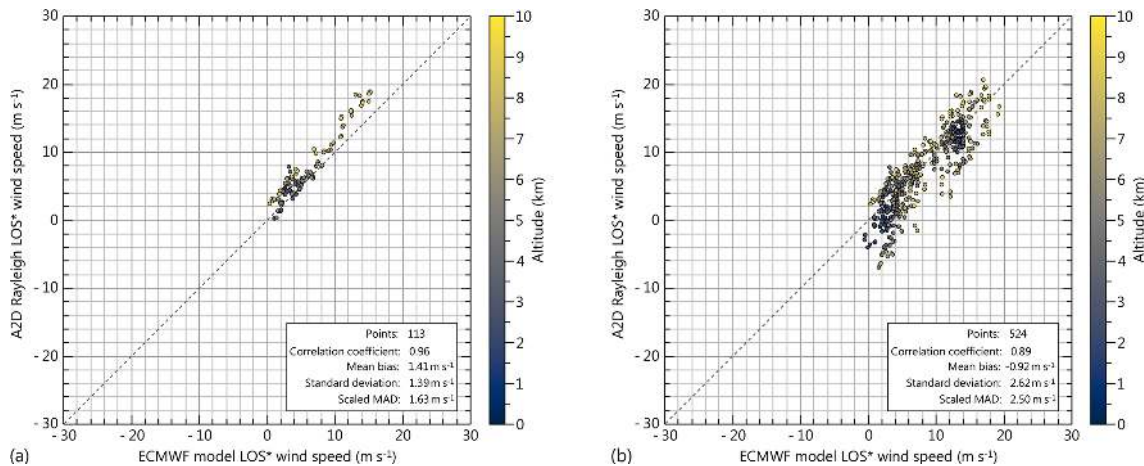 30
20
10
0
- 10
- 20
- 30
- 30
- 20
- 10
0
10
20
30
A2D Rayleigh LOS* wind speed (m s⁻¹)
ECMWF model LOS* wind speed (m s⁻¹)
Points: 113
Correlation coefficient: 0.96
Mean bias: 1.41 m s⁻¹
Standard deviation: 1.39 m s⁻¹
Scaled MAD: 1.63 m s⁻¹
10
9
8
7
6
5
4
3
2
1
0
Altitude (km)
(a)
30
20
10
0
- 10
- 20
- 30
- 30
- 20
- 10
0
10
20
30
A2D Rayleigh LOS* wind speed (m s⁻¹)
ECMWF model LOS* wind speed (m s⁻¹)
Points: 524
Correlation coefficient: 0.89
Mean bias: -0.92 m s⁻¹
Standard deviation: 2.62 m s⁻¹
Scaled MAD: 2.50 m s⁻¹
10
9
8
7
6
5
4
3
2
1
0
Altitude (km)
(b)